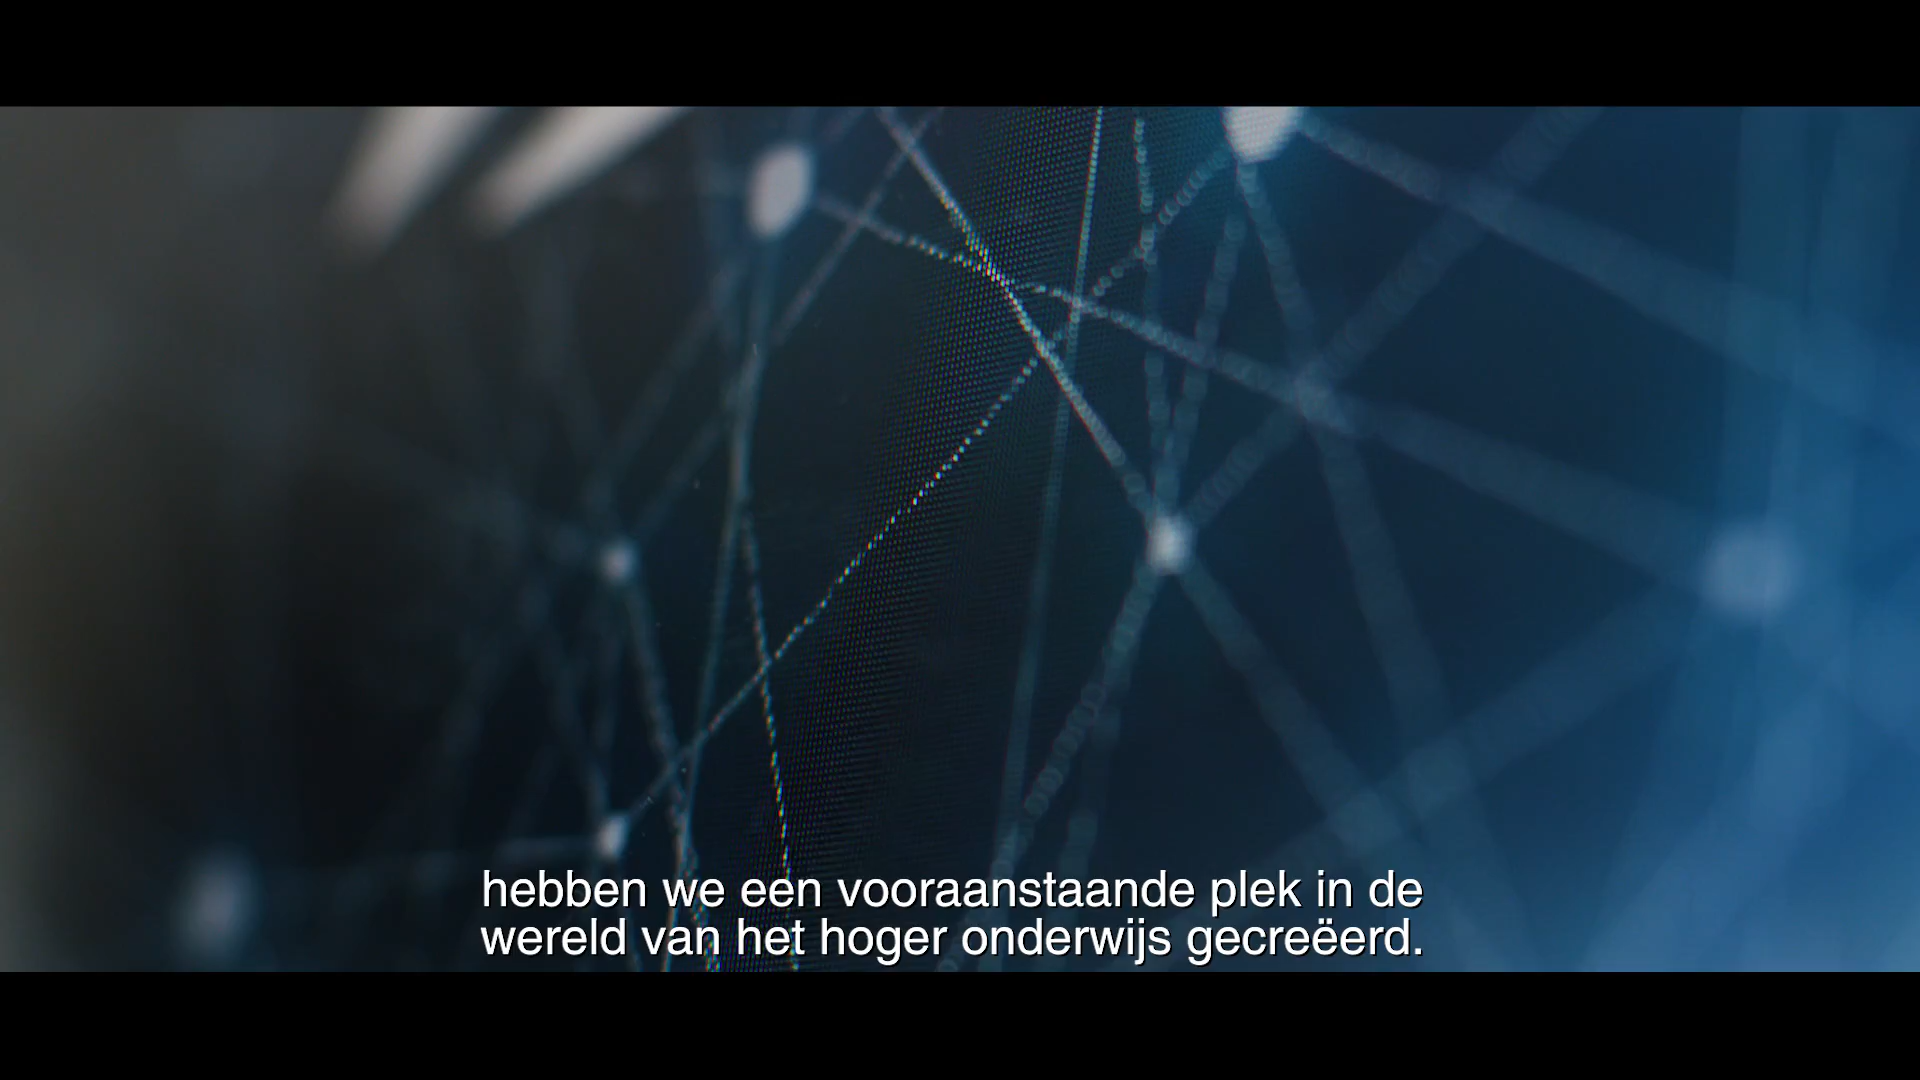 hebben we een vooraanstaande plek in de
wereld van het hoger onderwijs gecreëerd.